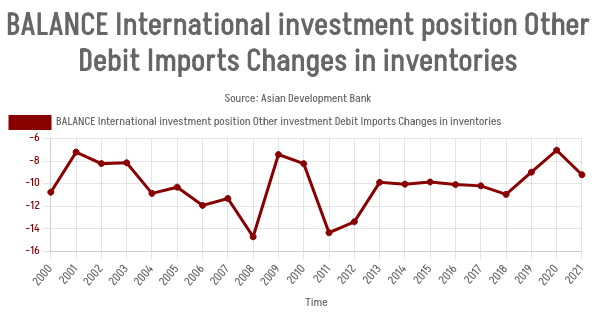 BALANCE International investment position Other
Debit Imports Changes in inventories
Source: Asian Development Bank
BALANCE International investment position Other investment Debit Imports Changes in inventories
-6
-8
-10
-12
-14
-16
2000 2001 2002 2003 2004 2005 2006 2007 2008 2009 2010 2011 2012 2013 2014 2015 2016 2017 2018 2019 2020 2021
Time